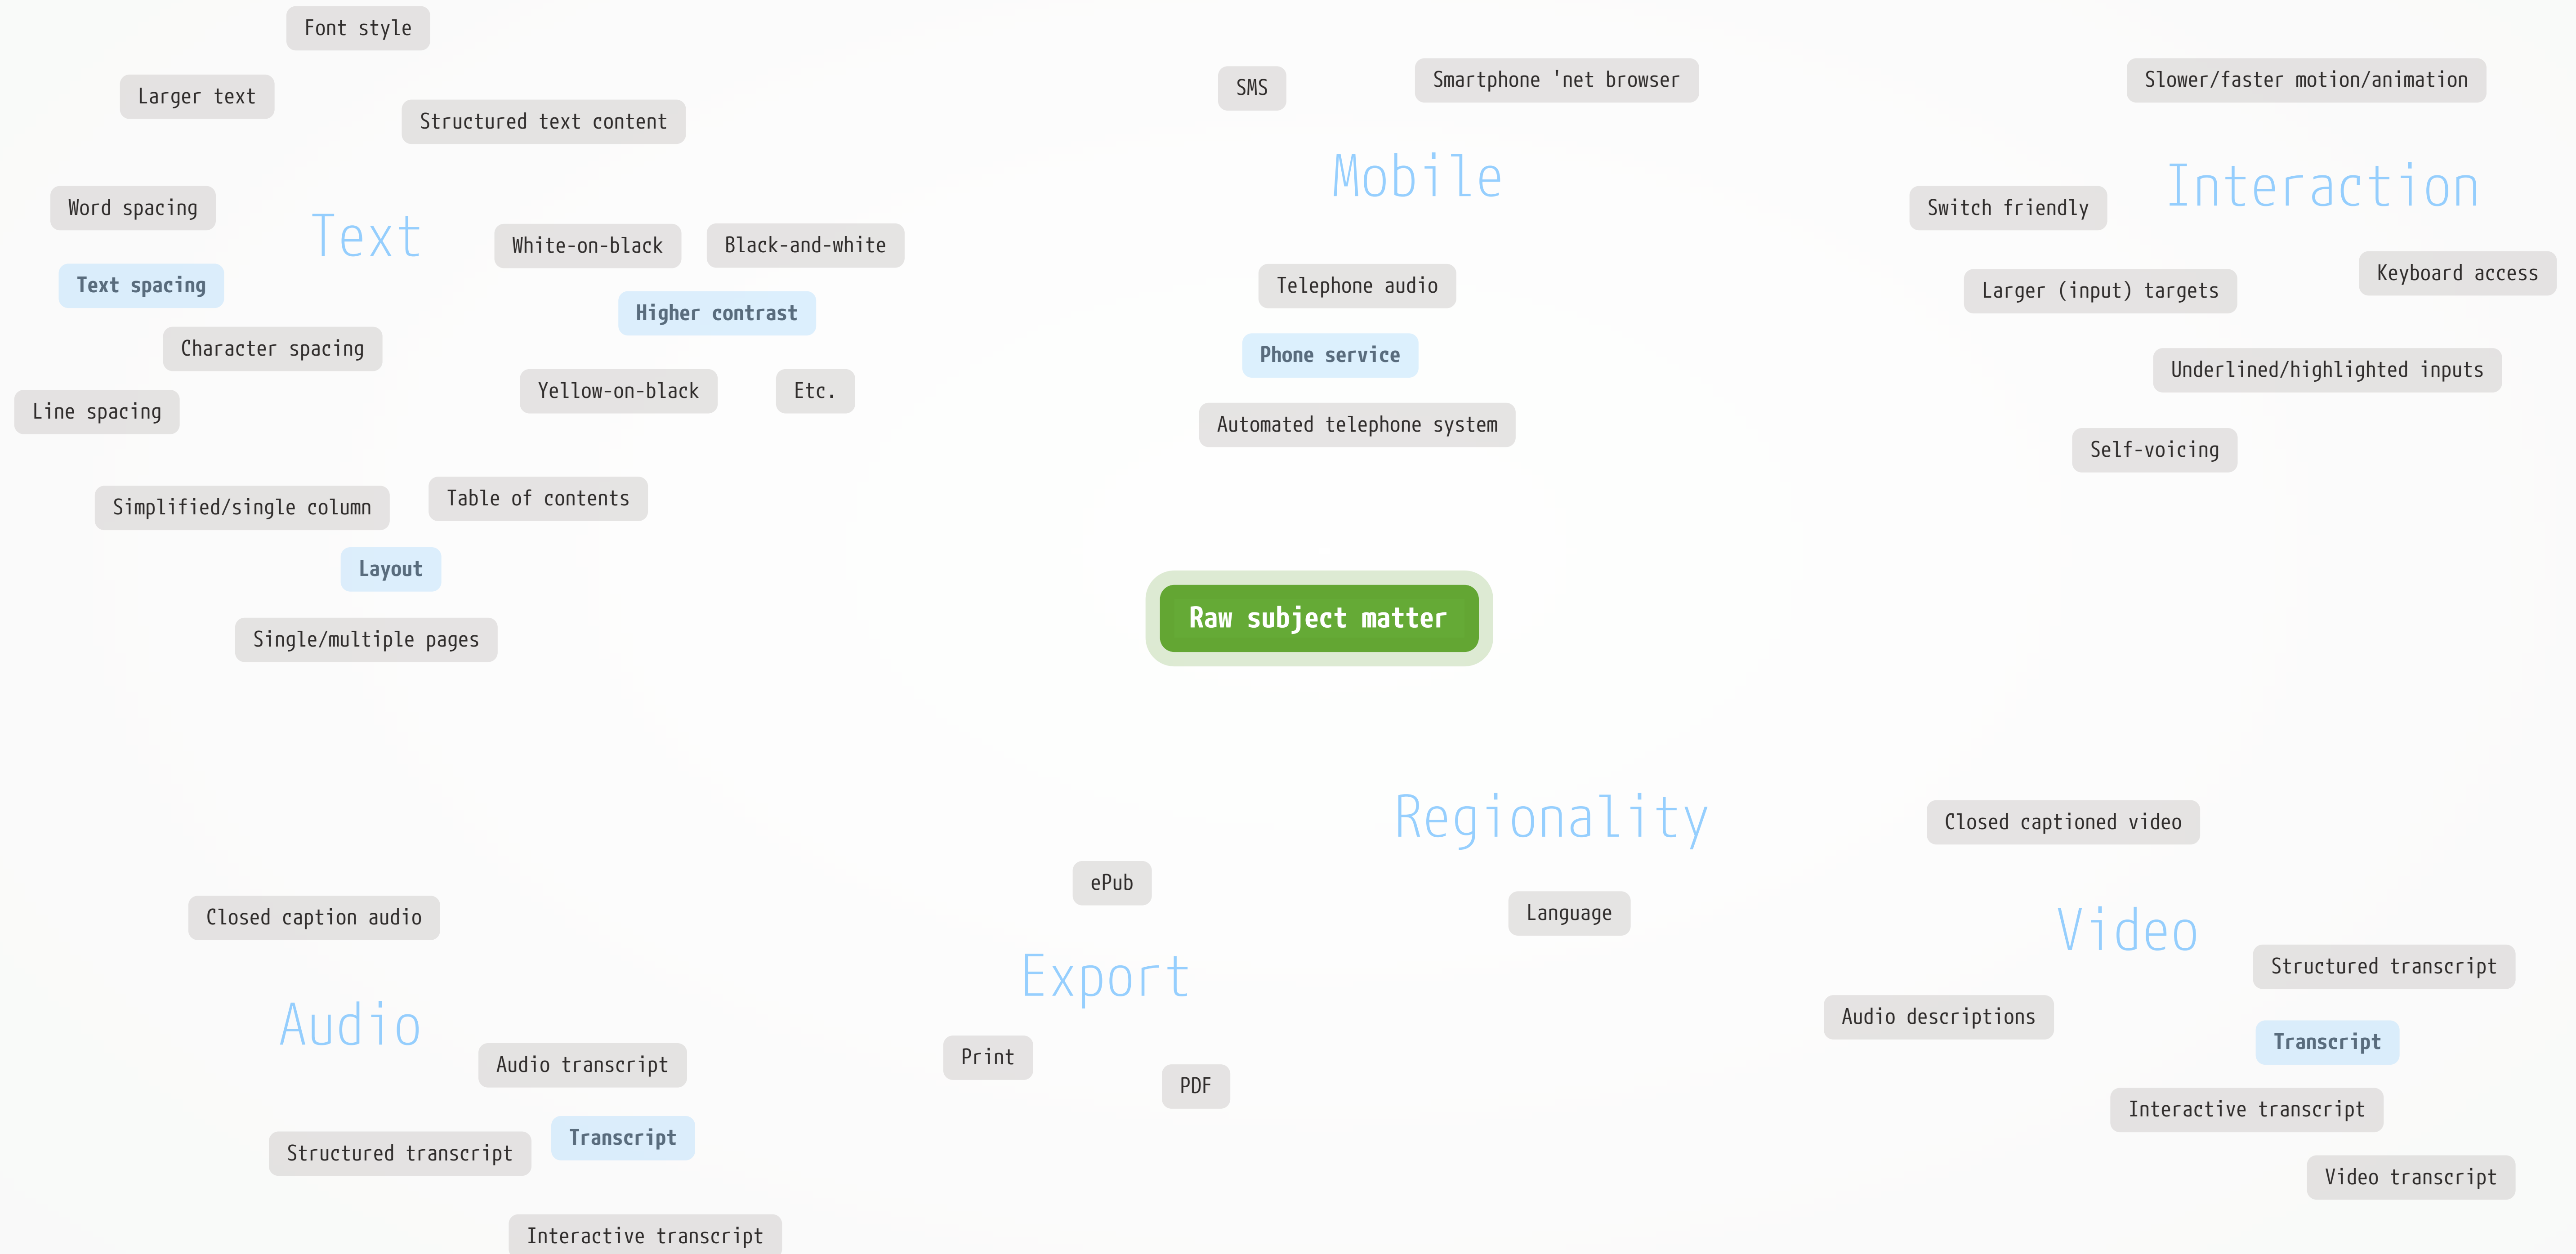 Font style
Larger text
Structured text content
Word spacing
Text
White-on-black
Black-and-white
Text spacing
Higher contrast
Character spacing
Yellow-on-black
Etc.
Line spacing
Simplified/single column
Table of contents
Layout
Single/multiple pages
SMS
Smartphone 'net browser
Mobile
Telephone audio
Phone service
Automated telephone system
Slower/faster motion/animation
Interaction
Switch friendly
Keyboard access
Larger (input) targets
Underlined/highlighted inputs
Self-voicing
Raw subject matter
Closed caption audio
Audio
Audio transcript
Transcript
Structured transcript
Interactive transcript
ePub
Export
Print
PDF
Regionality
Language
Closed captioned video
Video
Structured transcript
Audio descriptions
Transcript
Interactive transcript
Video transcript